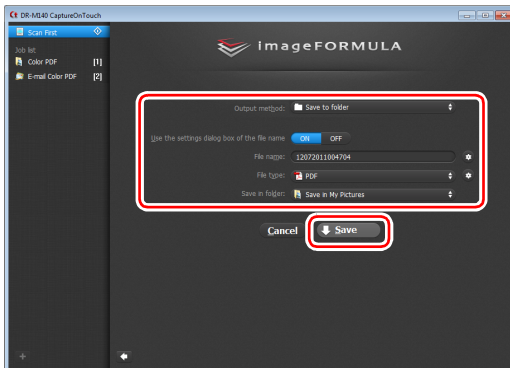 DR-M140 CaptureOnTouch
Scan First
Job list
Color PDF [1]
E-mail Color PDF [2]
imageFORMULA
Output method: Save to folder
Use the settings dialog box of the file name ON OFF
File name: 12072011004704
File type: PDF
Save in folder: Save in My Pictures
Cancel Save